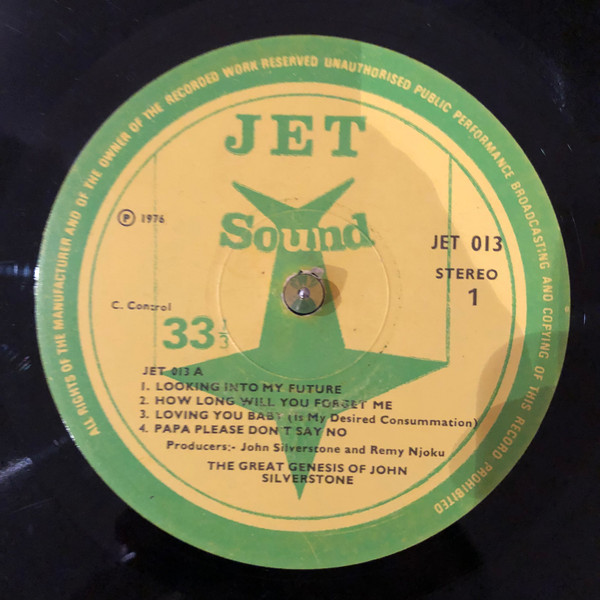 ALL RIGHTS OF THE MANUFACTURER AND OF THE OWNER OF THE RECORDED WORK RESERVED UNAUTHORISED PUBLIC PERFORMANCE BROADCASTING AND COPYING OF THIS RECORD PROHIBITED
JET
Sound
Ⓟ 1976
JET 013
STEREO
1
C. Control
33⅓
JET 013 A
1. LOOKING INTO MY FUTURE
2. HOW LONG WILL YOU FORGET ME
3. LOVING YOU BABY (Is My Desired Consummation)
4. PAPA PLEASE DON'T SAY NO
Producers:- John Silverstone and Remy Njoku
THE GREAT GENESIS OF JOHN
SILVERSTONE